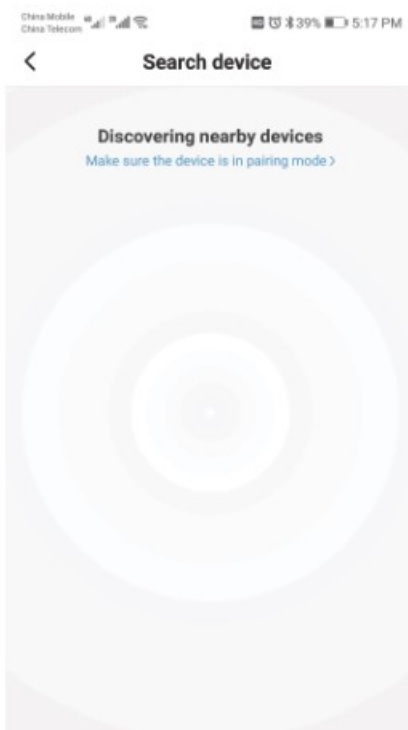 China Mobile
China Telecom
39% 5:17 PM
Search device
Discovering nearby devices
Make sure the device is in pairing mode >